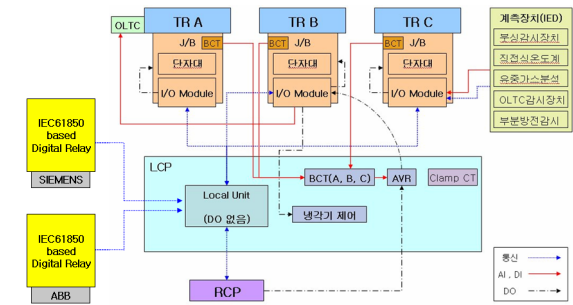 OLTC
TR A
TR B
TR C
계측장치(IED)
J/B
BCT
단자대
I/O Module
BCT
J/B
단자대
I/O Module
BCT
J/B
단자대
I/O Module
부싱감시장치
직접식온도계
유중가스분석
OLTC감시장치
부분방전감시
IEC61850
based
Digital Relay
SIEMENS
IEC61850
based
Digital Relay
ABB
LCP
Local Unit
(DO 없음)
BCT(A, B, C)
AVR
Clamp CT
냉각기 제어
RCP
통신
AI , DI
DO